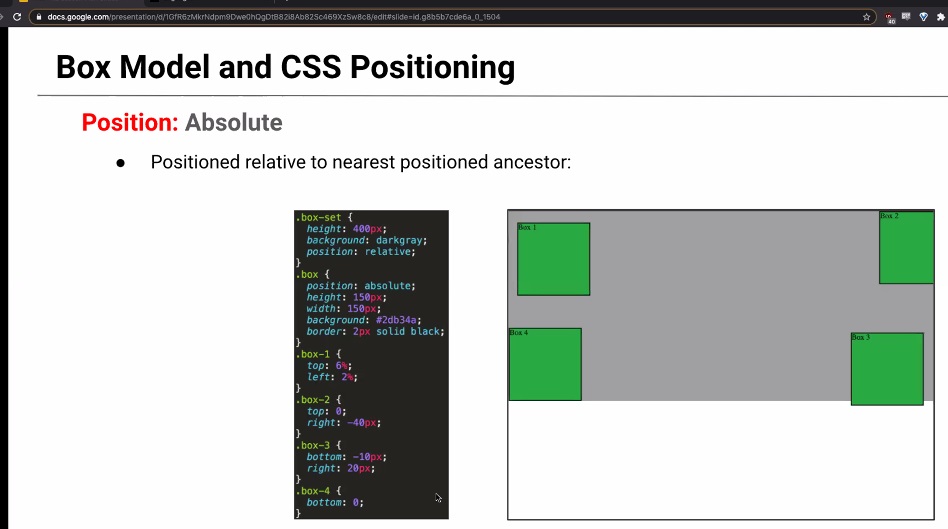 docs.google.com/presentation/d/1GfR6zMkrNdpm9Dwe0hQgDtB82l8Ab82Sc469XzSw8c8/edit#slide=id.g8b5b7cde6a_0_1504
Box Model and CSS Positioning
Position: Absolute
● Positioned relative to nearest positioned ancestor:
.box-set {
height: 400px;
background: darkgray;
position: relative;
}
.box {
position: absolute;
height: 150px;
width: 150px;
background: #2db34a;
border: 2px solid black;
}
.box-1 {
top: 6%;
left: 2%;
}
.box-2 {
top: 0;
right: -40px;
}
.box-3 {
bottom: -10px;
right: 20px;
}
.box-4 {
bottom: 0;
}
Box 1
Box 2
Box 4
Box 3